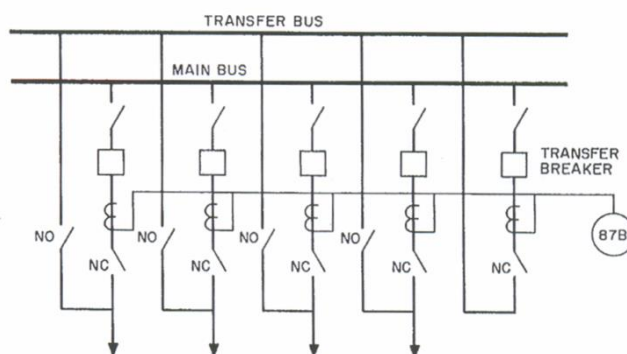 TRANSFER BUS
MAIN BUS
TRANSFER
BREAKER
NO
NO
NO
NO
87B
NC
NC
NC
NC
NC